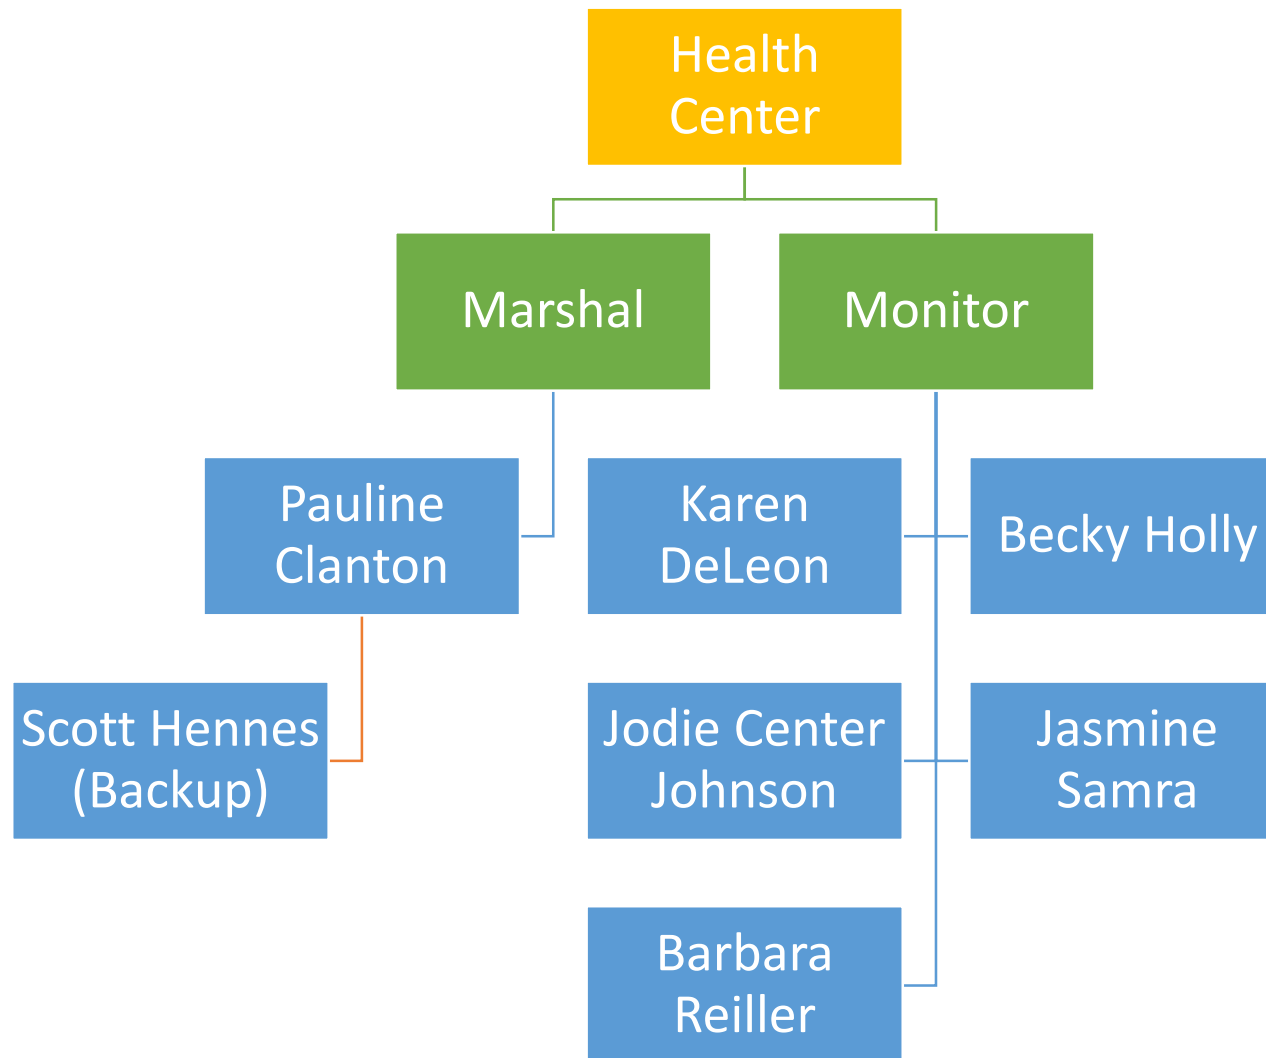 Health
Center
Marshal
Monitor
Pauline
Clanton
Karen
DeLeon
Becky Holly
Scott Hennes
(Backup)
Jodie Center
Johnson
Jasmine
Samra
Barbara
Reiller